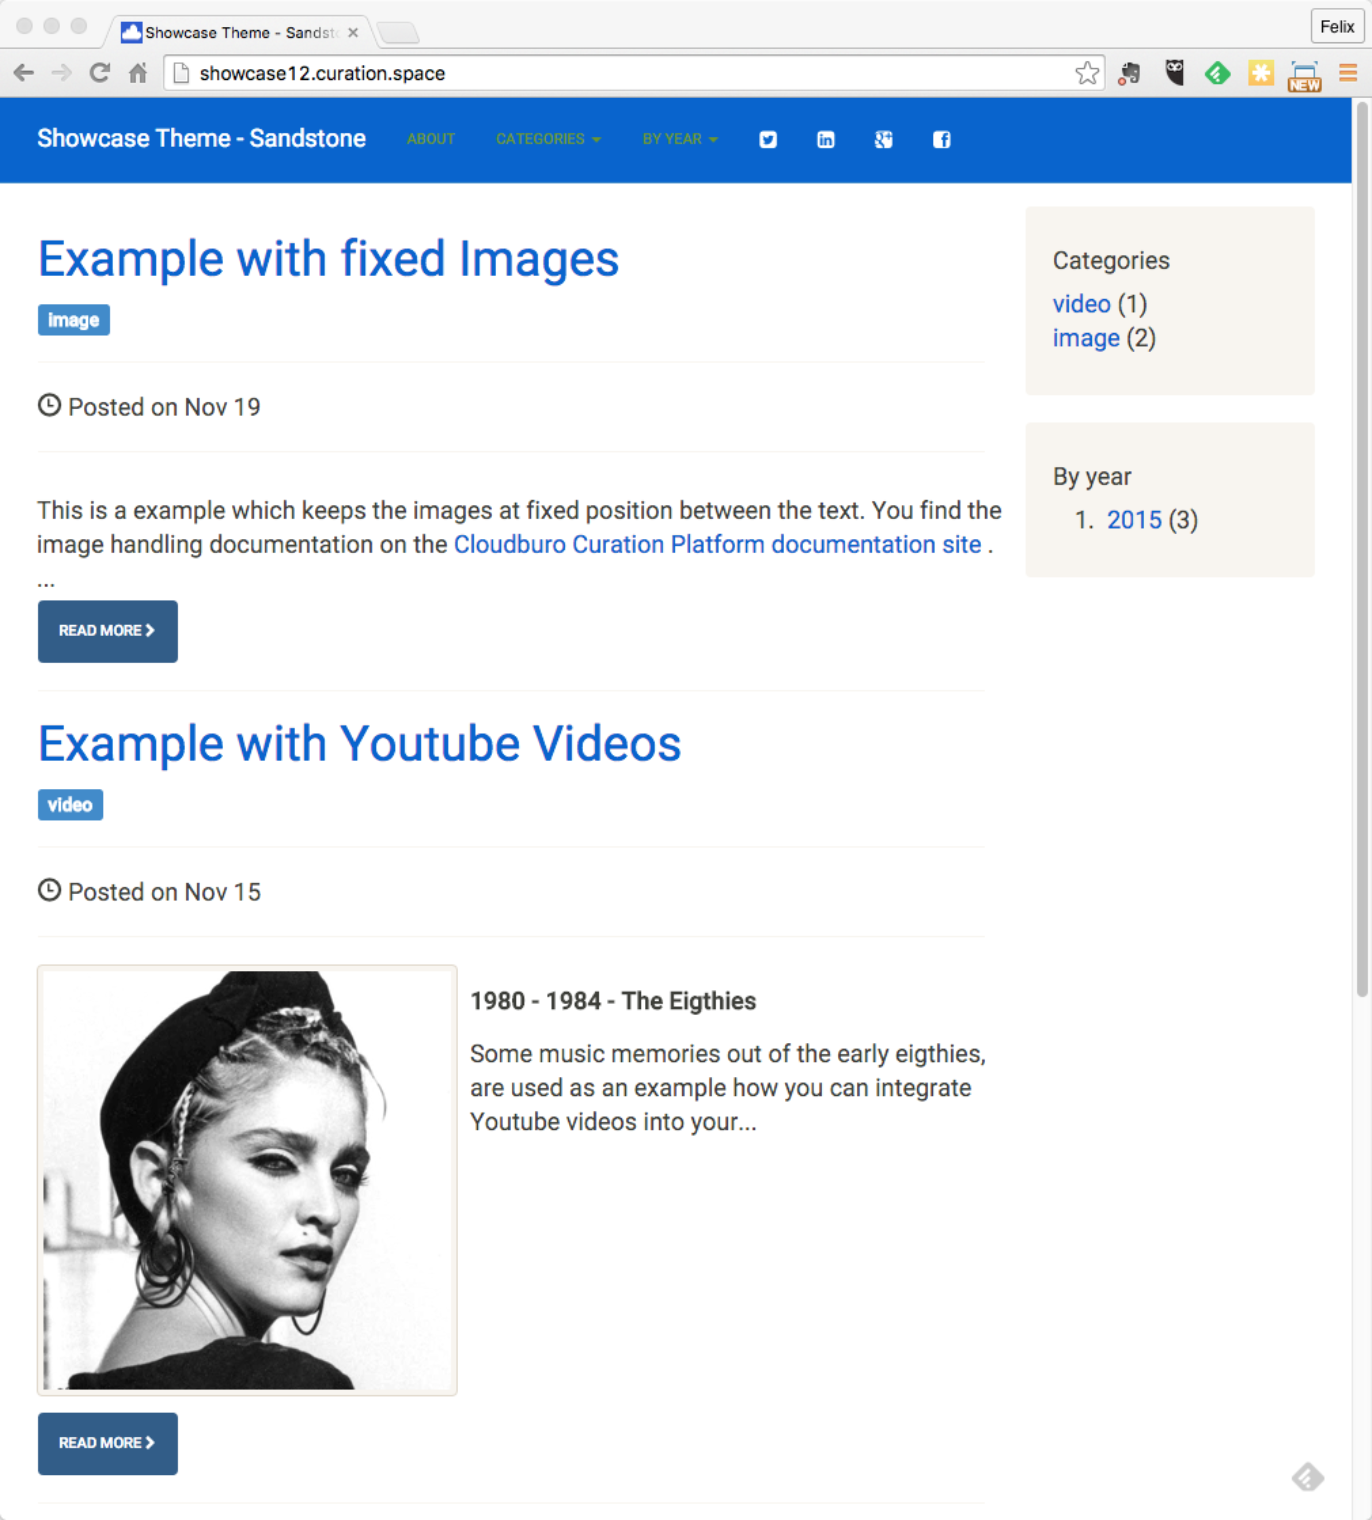 Showcase Theme - Sandst
Felix
showcase12.curation.space
NEW
Showcase Theme - Sandstone
ABOUT
CATEGORIES
BY YEAR
Example with fixed Images
image
Posted on Nov 19
This is a example which keeps the images at fixed position between the text. You find the
image handling documentation on the Cloudburo Curation Platform documentation site .
...
READ MORE
Example with Youtube Videos
video
Posted on Nov 15
1980 - 1984 - The Eigthies
Some music memories out of the early eigthies,
are used as an example how you can integrate
Youtube videos into your...
READ MORE
Categories
video (1)
image (2)
By year
1. 2015 (3)